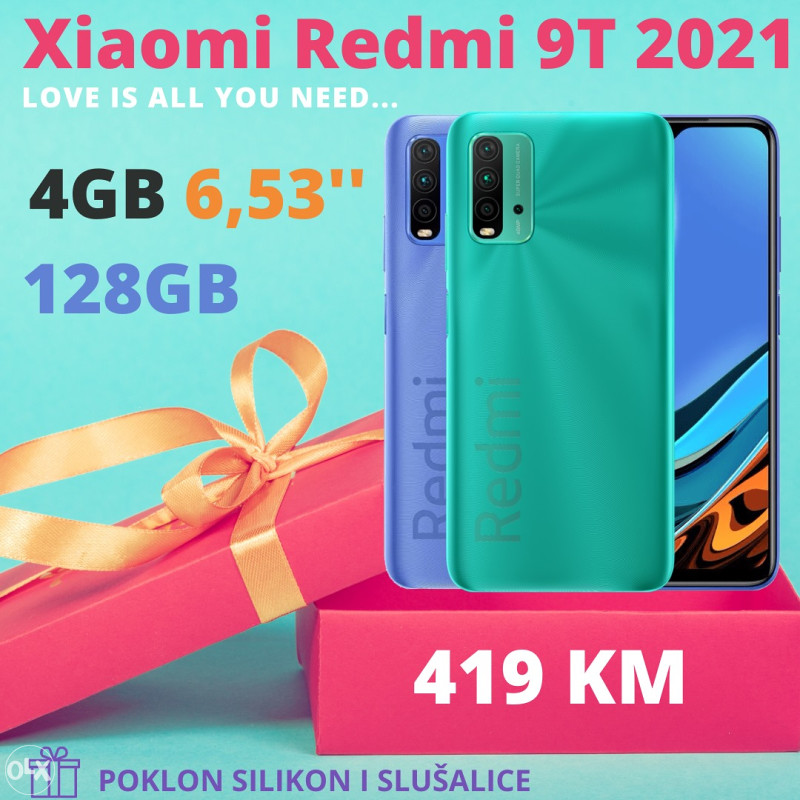 Xiaomi Redmi 9T 2021
LOVE IS ALL YOU NEED...
4GB 6,53''
128GB
Redmi
Redmi
419 KM
OLX
POKLON SILIKON I SLUŠALICE